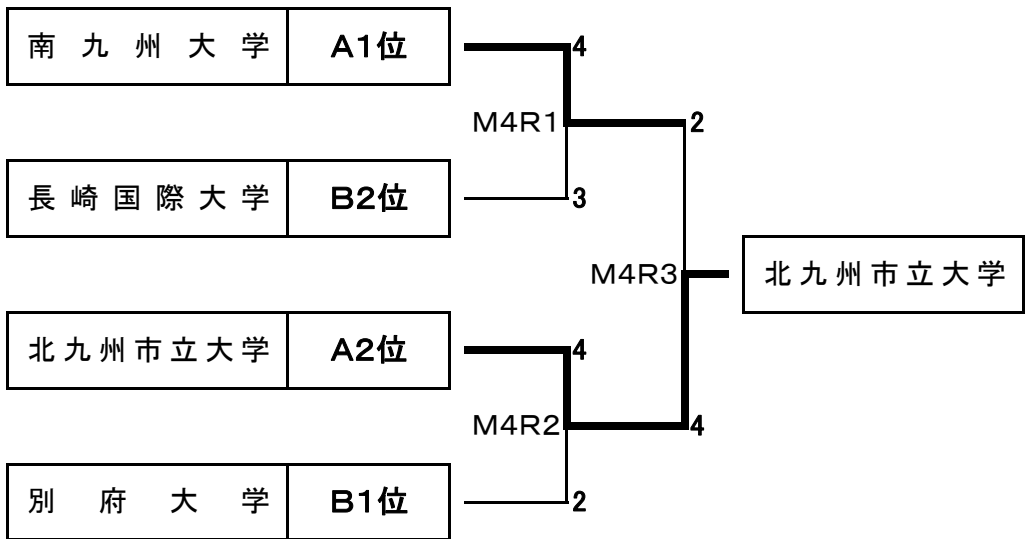 南九州大学 A1位 4
M4R1 2
長崎国際大学 B2位 3
M4R3 北九州市立大学
北九州市立大学 A2位 4
M4R2 4
別府大学 B1位 2